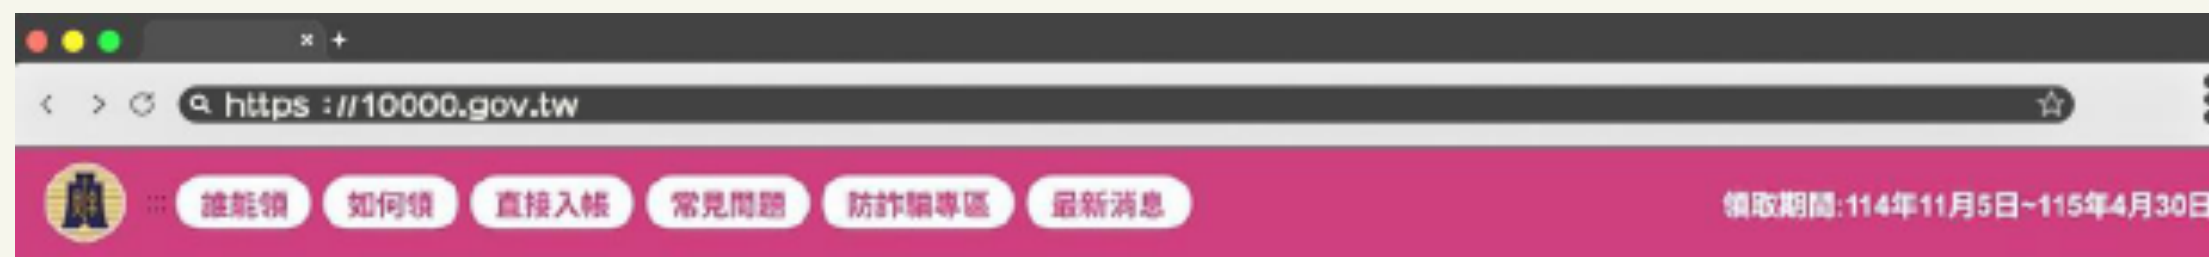 https ://10000.gov.tw
誰能領 如何領 直接入帳 常見問題 防詐騙專區 最新消息 領取期間:114年11月5日~115年4月30日